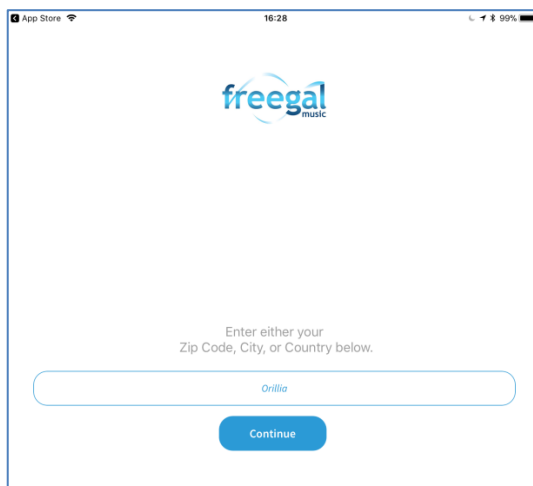 App Store 16:28 99%
freegal
music
Enter either your
Zip Code, City, or Country below.
Orillia
Continue